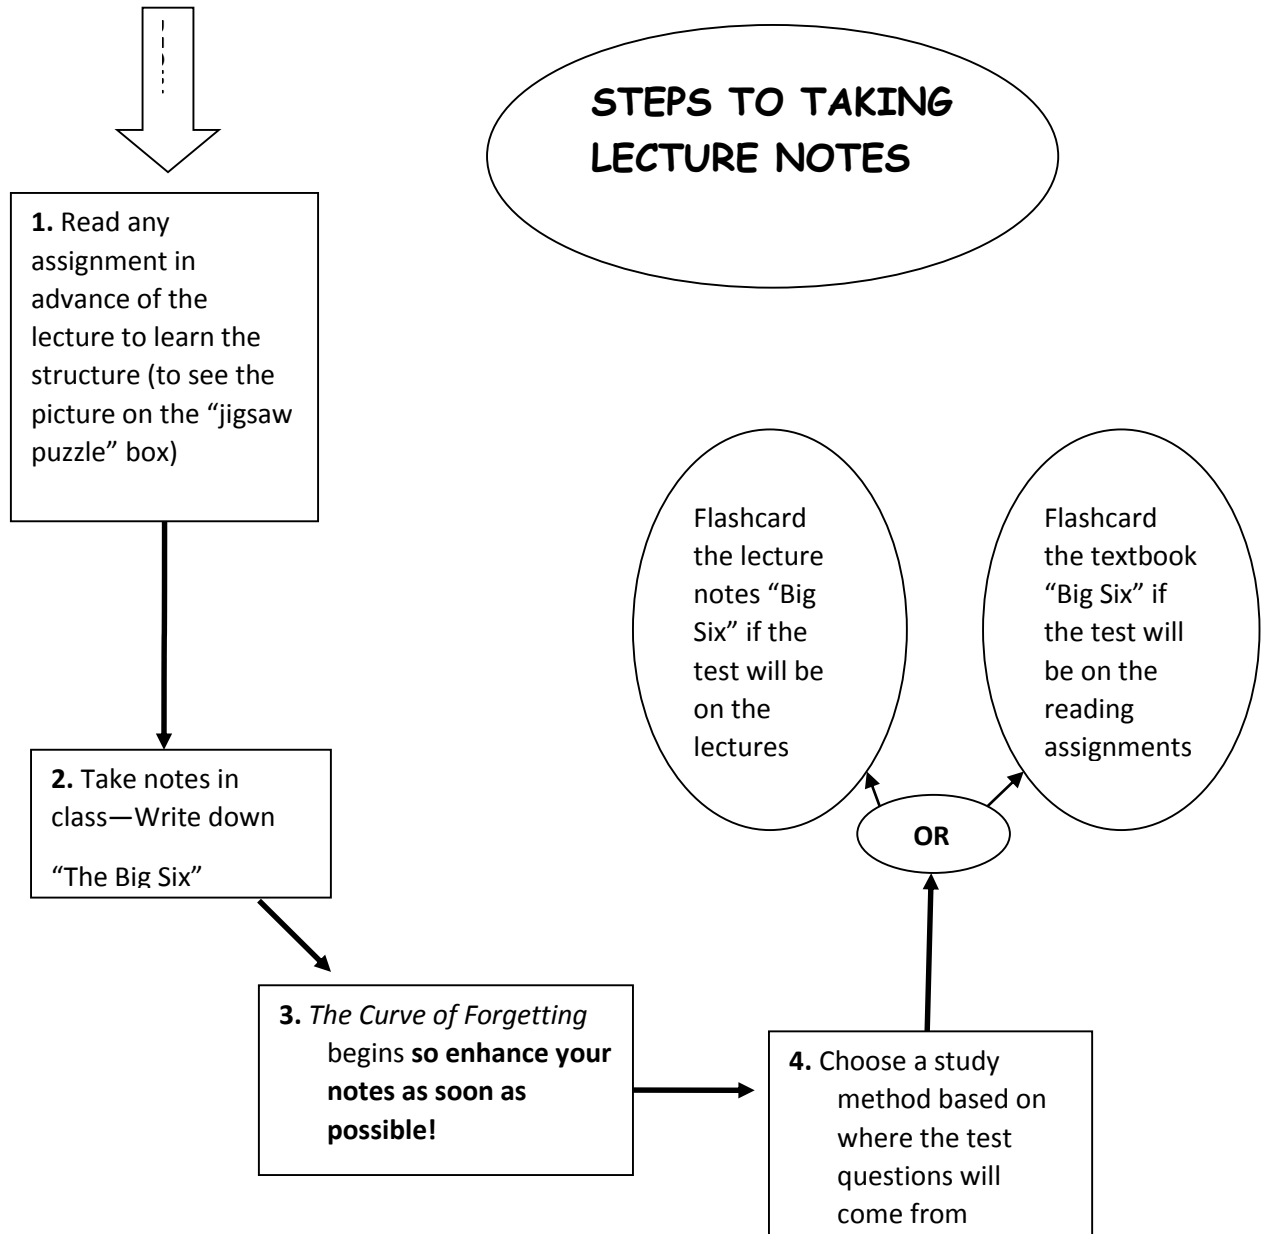 STEPS TO TAKING
LECTURE NOTES
1. Read any
assignment in
advance of the
lecture to learn the
structure (to see the
picture on the “jigsaw
puzzle” box)
2. Take notes in
class—Write down
“The Big Six”
3. The Curve of Forgetting
begins so enhance your
notes as soon as
possible!
4. Choose a study
method based on
where the test
questions will
come from
OR
Flashcard
the lecture
notes “Big
Six” if the
test will be
on the
lectures
Flashcard
the textbook
“Big Six” if
the test will
be on the
reading
assignments